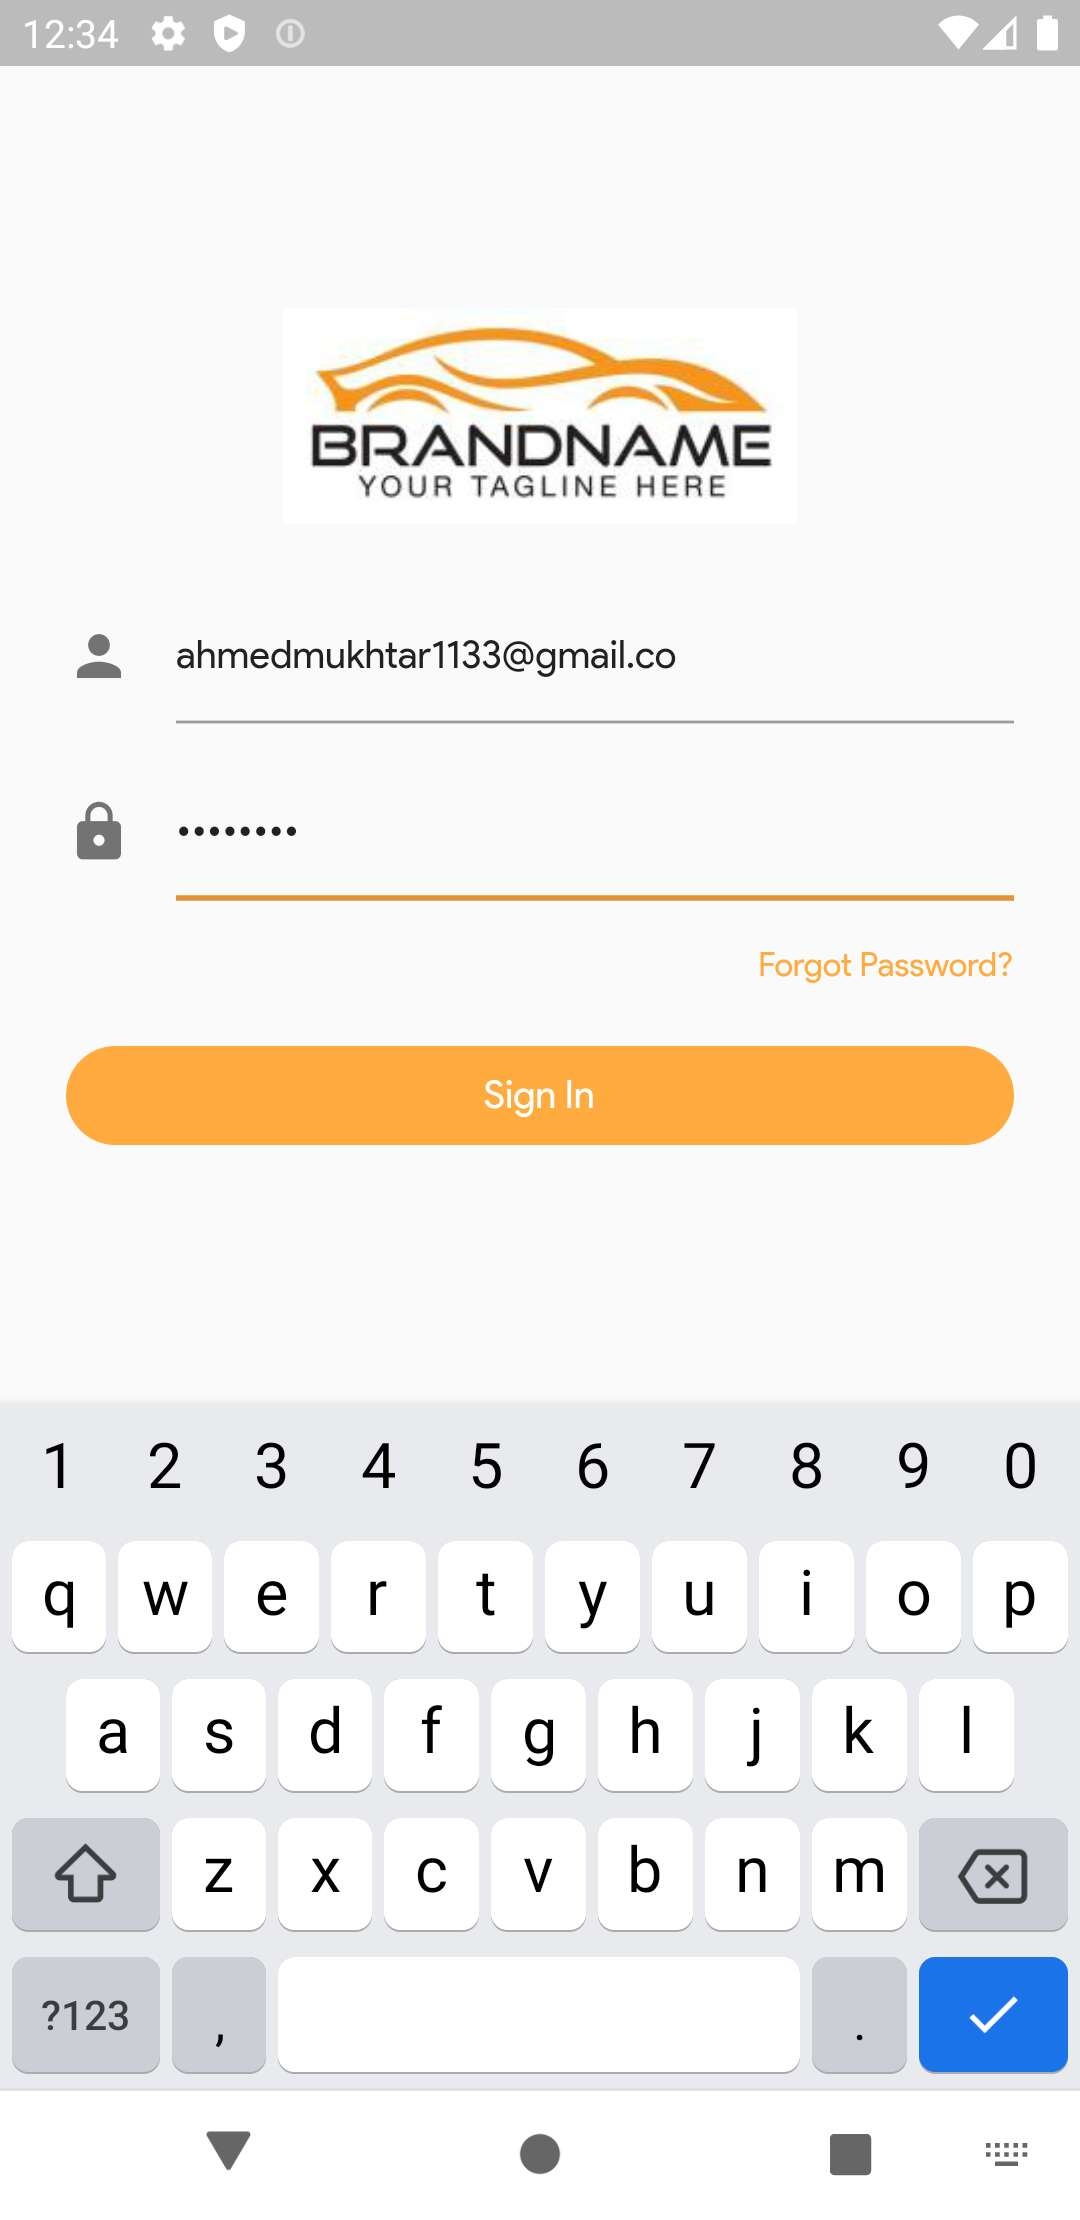 12:34
BRANDNAME
YOUR TAGLINE HERE
ahmedmukhtar1133@gmail.co
••••••••
Forgot Password?
Sign In
1 2 3 4 5 6 7 8 9 0
q w e r t y u i o p
a s d f g h j k l
z x c v b n m
?123 , .